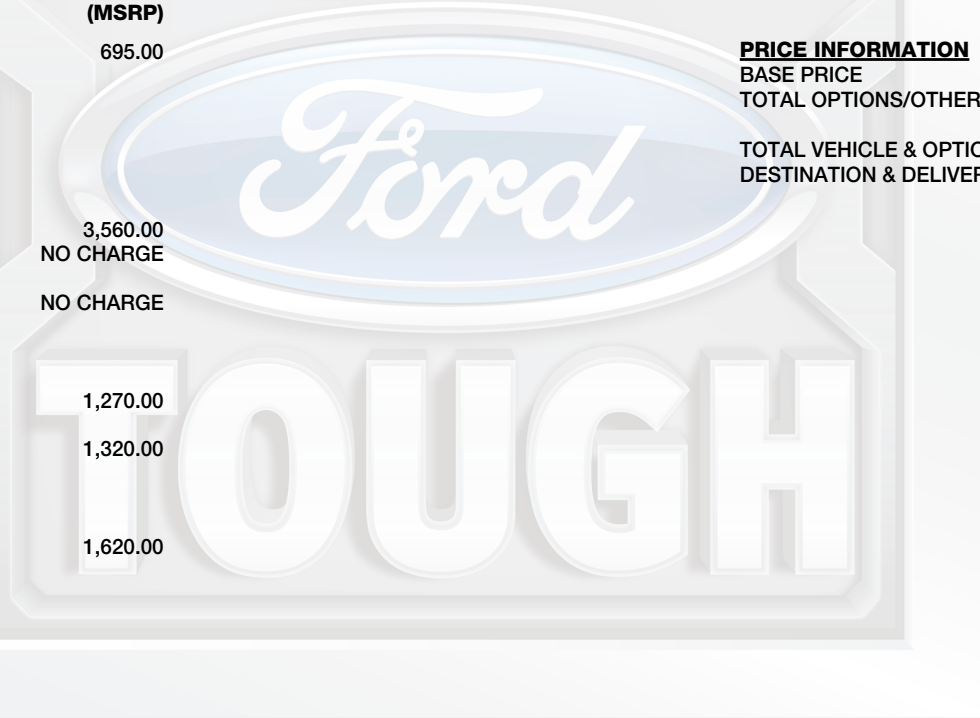 (MSRP)
695.00
3,560.00
NO CHARGE
NO CHARGE
1,270.00
1,320.00
1,620.00
PRICE INFORMATION
BASE PRICE
TOTAL OPTIONS/OTHER
TOTAL VEHICLE & OPTIO
DESTINATION & DELIVER
Ford
TOUGH